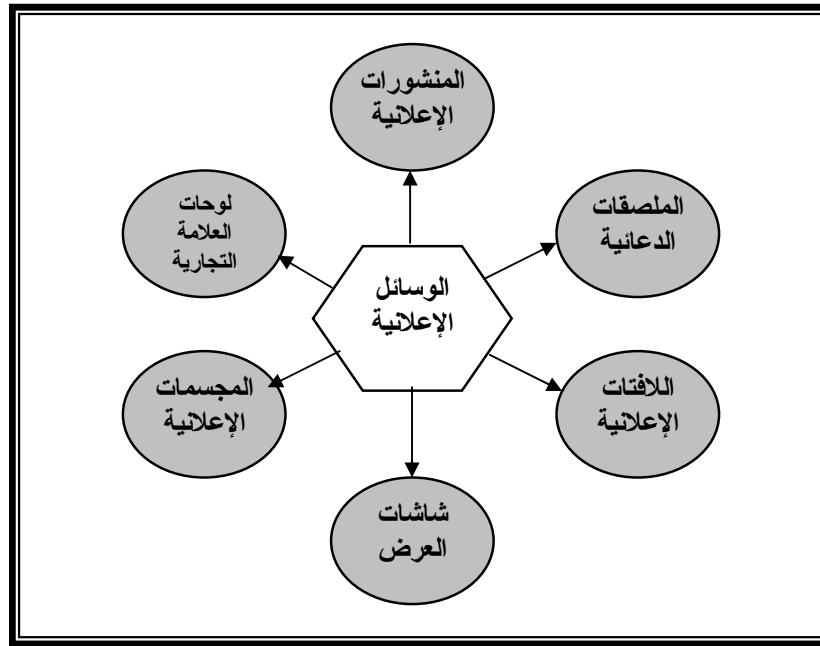 المنشورات
الإعلانية
الملصقات
الدعائية
لوحات
العلامة
التجارية
الوسائل
الإعلانية
اللافتات
الإعلانية
المجسمات
الإعلانية
شاشات
العرض